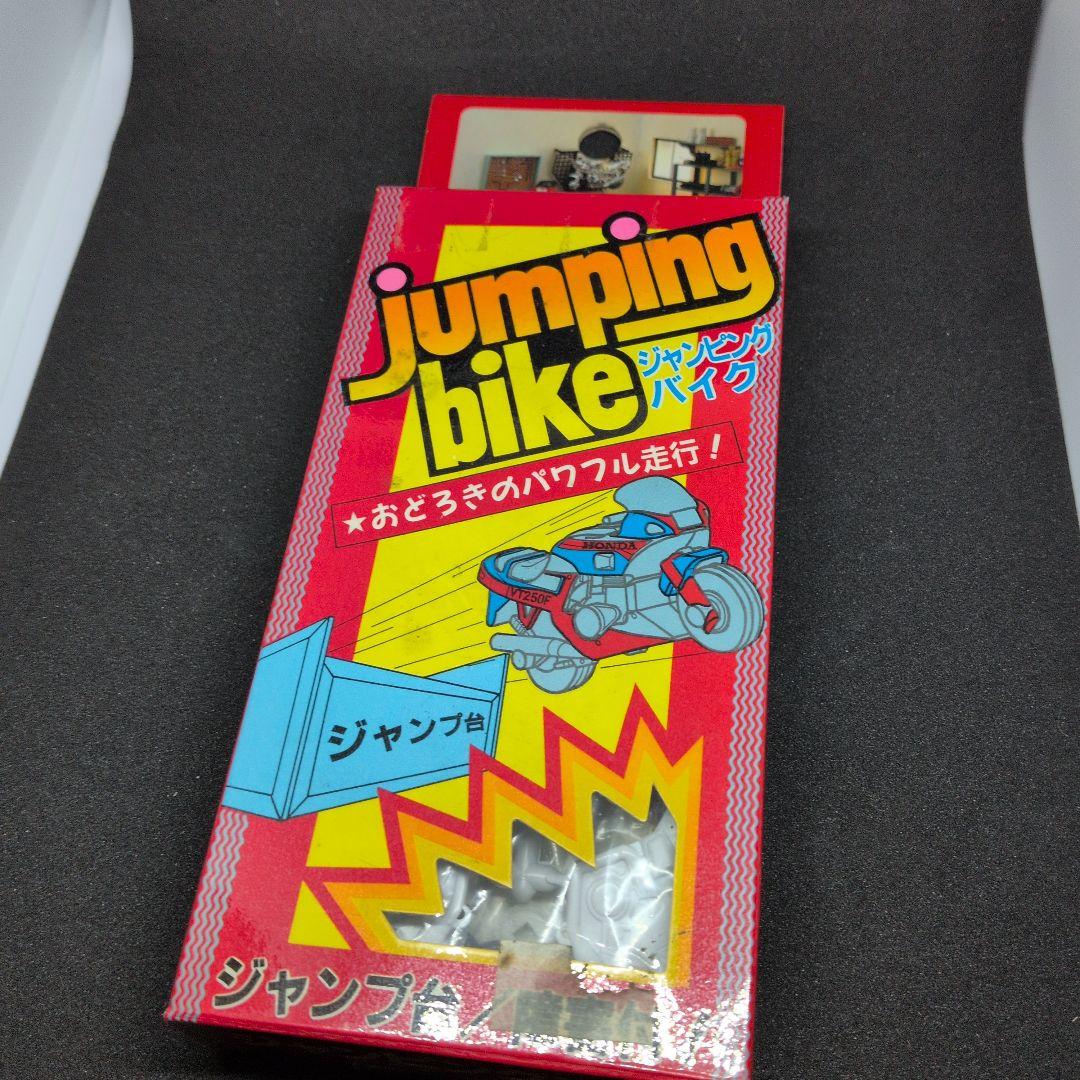 jumping
bike
ジャンピング
バイク
★おどろきのパワフル走行!
HONDA
VT250F
ジャンプ台
ジャンプ台/